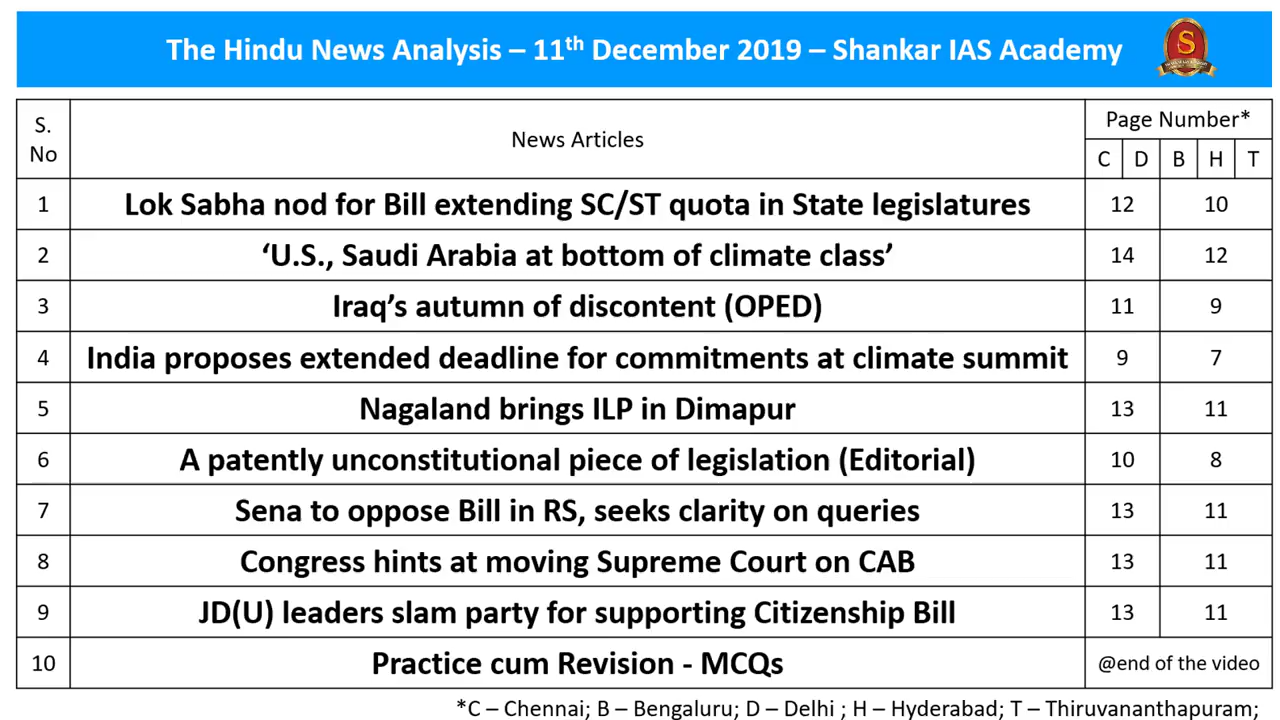 The Hindu News Analysis – 11th December 2019 – Shankar IAS Academy
S
S. No
News Articles
Page Number*
C D B H T
1 Lok Sabha nod for Bill extending SC/ST quota in State legislatures 12 10
2 ‘U.S., Saudi Arabia at bottom of climate class’ 14 12
3 Iraq’s autumn of discontent (OPED) 11 9
4 India proposes extended deadline for commitments at climate summit 9 7
5 Nagaland brings ILP in Dimapur 13 11
6 A patently unconstitutional piece of legislation (Editorial) 10 8
7 Sena to oppose Bill in RS, seeks clarity on queries 13 11
8 Congress hints at moving Supreme Court on CAB 13 11
9 JD(U) leaders slam party for supporting Citizenship Bill 13 11
10 Practice cum Revision - MCQs @end of the video
*C – Chennai; B – Bengaluru; D – Delhi ; H – Hyderabad; T – Thiruvananthapuram;